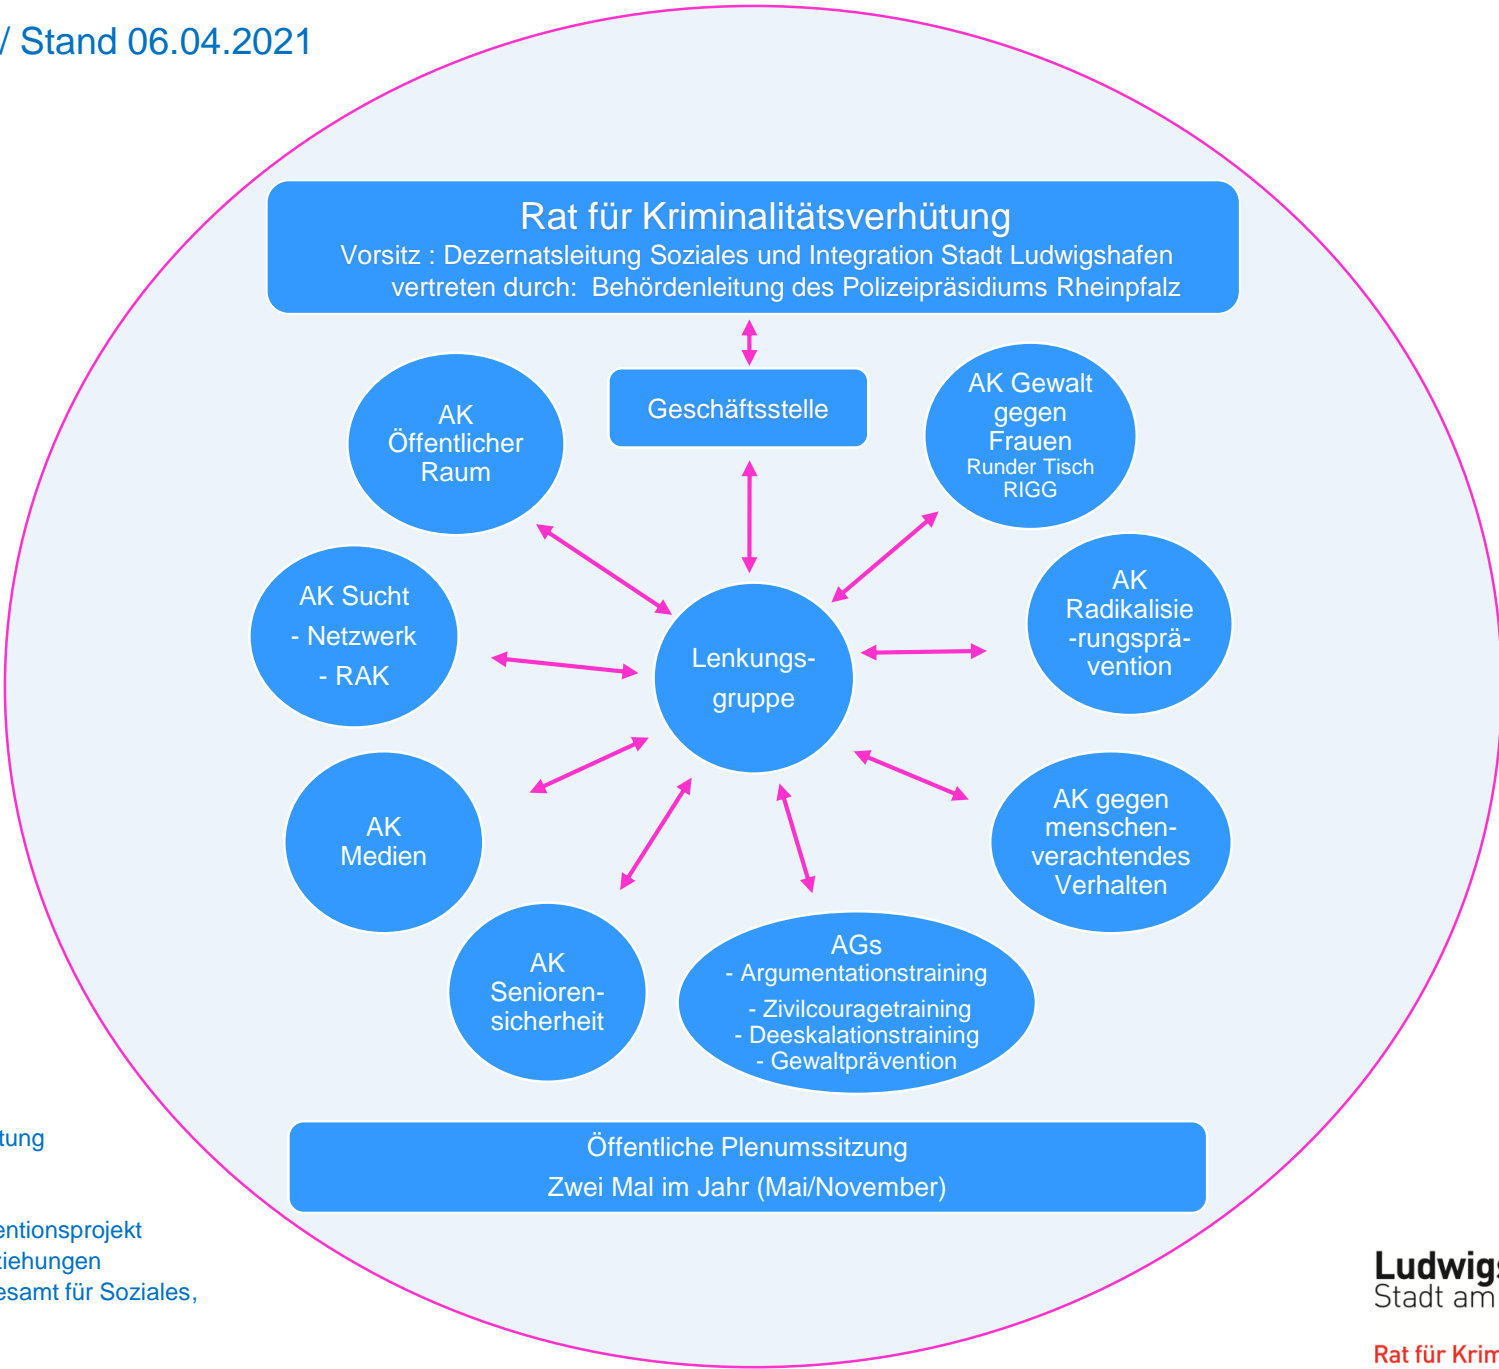 / Stand 06.04.2021
Rat für Kriminalitätsverhütung
Vorsitz : Dezernatsleitung Soziales und Integration Stadt Ludwigshafen
vertreten durch: Behördenleitung des Polizeipräsidiums Rheinpfalz
Geschäftsstelle
AK
Öffentlicher
Raum
AK Gewalt
gegen
Frauen
Runder Tisch
RIGG
AK Sucht
- Netzwerk
- RAK
Lenkungs-
gruppe
AK
Radikalisie
-rungsprä-
vention
AK
Medien
AK gegen
menschen-
verachtendes
Verhalten
AK
Senioren-
sicherheit
AGs
- Argumentationstraining
- Zivilcouragetraining
- Deeskalationstraining
- Gewaltprävention
Öffentliche Plenumssitzung
Zwei Mal im Jahr (Mai/November)
tung
entionsprojekt
ziehungen
esamt für Soziales,
Ludwigs
Stadt am
Rat für Krim